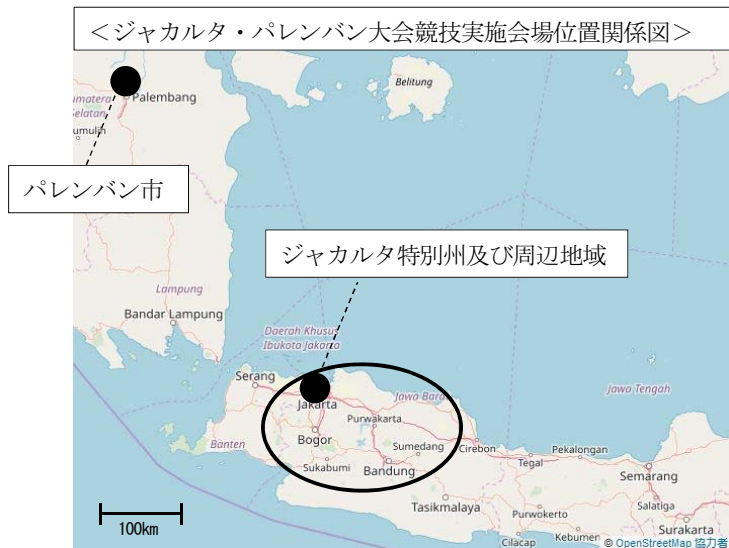 ＜ジャカルタ・パレンバン大会競技実施会場位置関係図＞
Belitung
Palembang
Sumatera
Selatan
umulin
パレンバン市
ジャカルタ特別州及び周辺地域
Lampung
Bandar Lampung
Daerah Khusus
Ibukota Jakarta
Serang
Jawa Tengah
Jakarta
Jawa Bara
Purwakarta
Bogor
Banten
Sumedang
Cirebon
Pekalongan
Sukabumi
Bandung
Tegal
Semarang
Tasikmalaya
Salatiga
Purwokerto
Surakarta
Kebumen
Cilacap
100km
© OpenStreetMap 協力者